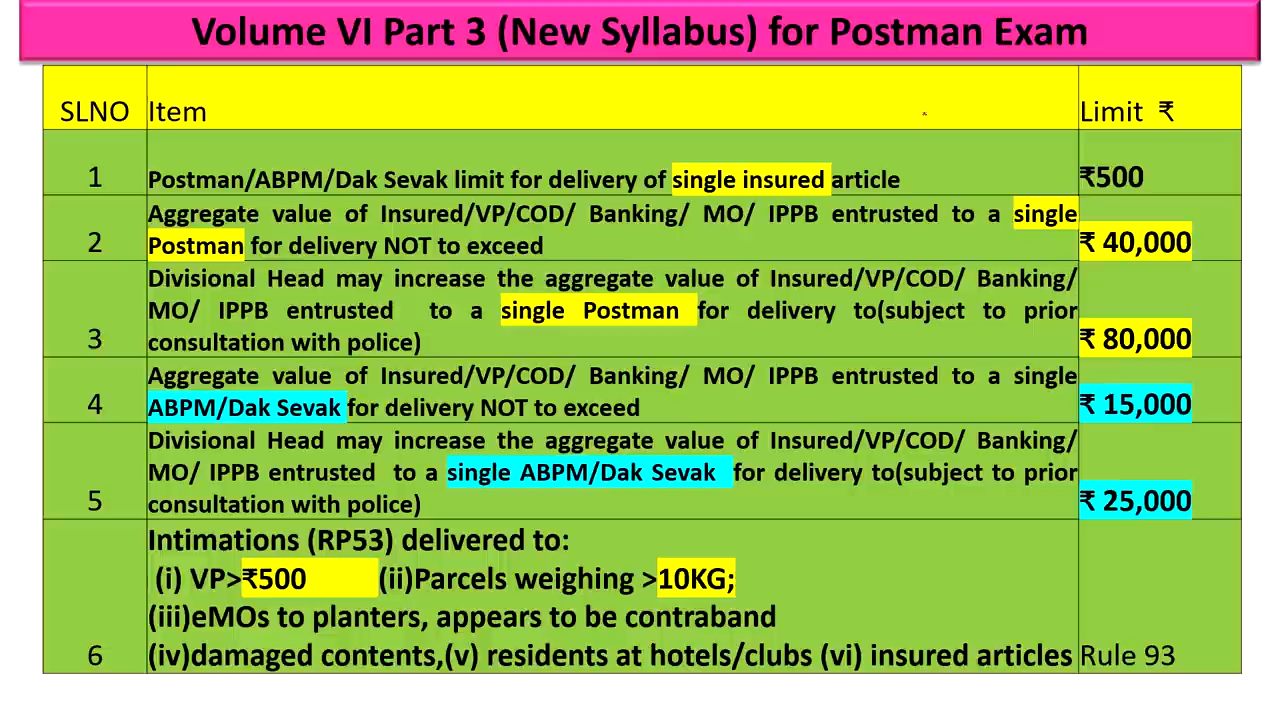 Volume VI Part 3 (New Syllabus) for Postman Exam
SLNO Item Limit ₹
1 Postman/ABPM/Dak Sevak limit for delivery of single insured article ₹500
Aggregate value of Insured/VP/COD/ Banking/ MO/ IPPB entrusted to a single
2 Postman for delivery NOT to exceed ₹ 40,000
Divisional Head may increase the aggregate value of Insured/VP/COD/ Banking/
MO/ IPPB entrusted to a single Postman for delivery to(subject to prior
3 consultation with police) ₹ 80,000
Aggregate value of Insured/VP/COD/ Banking/ MO/ IPPB entrusted to a single
4 ABPM/Dak Sevak for delivery NOT to exceed ₹ 15,000
Divisional Head may increase the aggregate value of Insured/VP/COD/ Banking/
MO/ IPPB entrusted to a single ABPM/Dak Sevak for delivery to(subject to prior
5 consultation with police) ₹ 25,000
Intimations (RP53) delivered to:
(i) VP>₹500 (ii)Parcels weighing >10KG;
(iii)eMOs to planters, appears to be contraband
6 (iv)damaged contents,(v) residents at hotels/clubs (vi) insured articles Rule 93